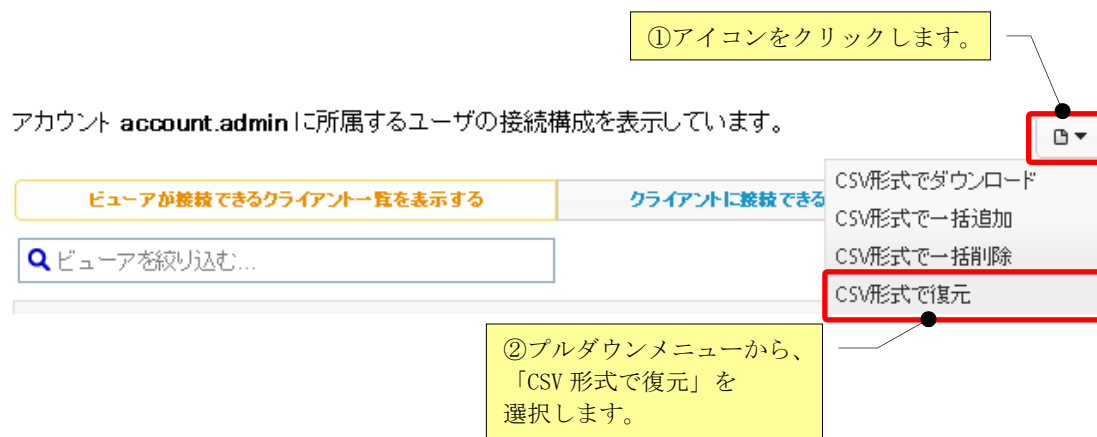 ①アイコンをクリックします。
アカウント account.admin に所属するユーザの接続構成を表示しています。
ビューアが接続できるクライアント一覧を表示する
クライアントに接続できる
CSV形式でダウンロード
CSV形式で一括追加
ビューアを絞り込む...
CSV形式で一括削除
CSV形式で復元
②プルダウンメニューから、
「CSV 形式で復元」を
選択します。